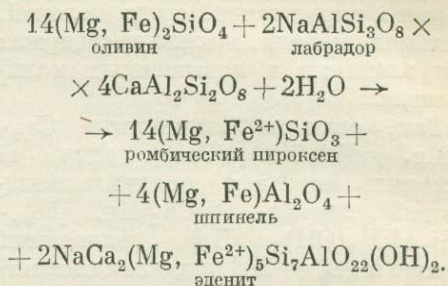 14(Mg, Fe)₂SiO₄ + 2NaAlSi₃O₈ ×
оливин лабрадор
× 4CaAl₂Si₂O₈ + 2H₂O →
→ 14(Mg, Fe²⁺)SiO₃ +
ромбический пироксен
+ 4(Mg, Fe)Al₂O₄ +
шпинель
+ 2NaCa₂(Mg, Fe²⁺)₅Si₇AlO₂₂(OH)₂.
эденит